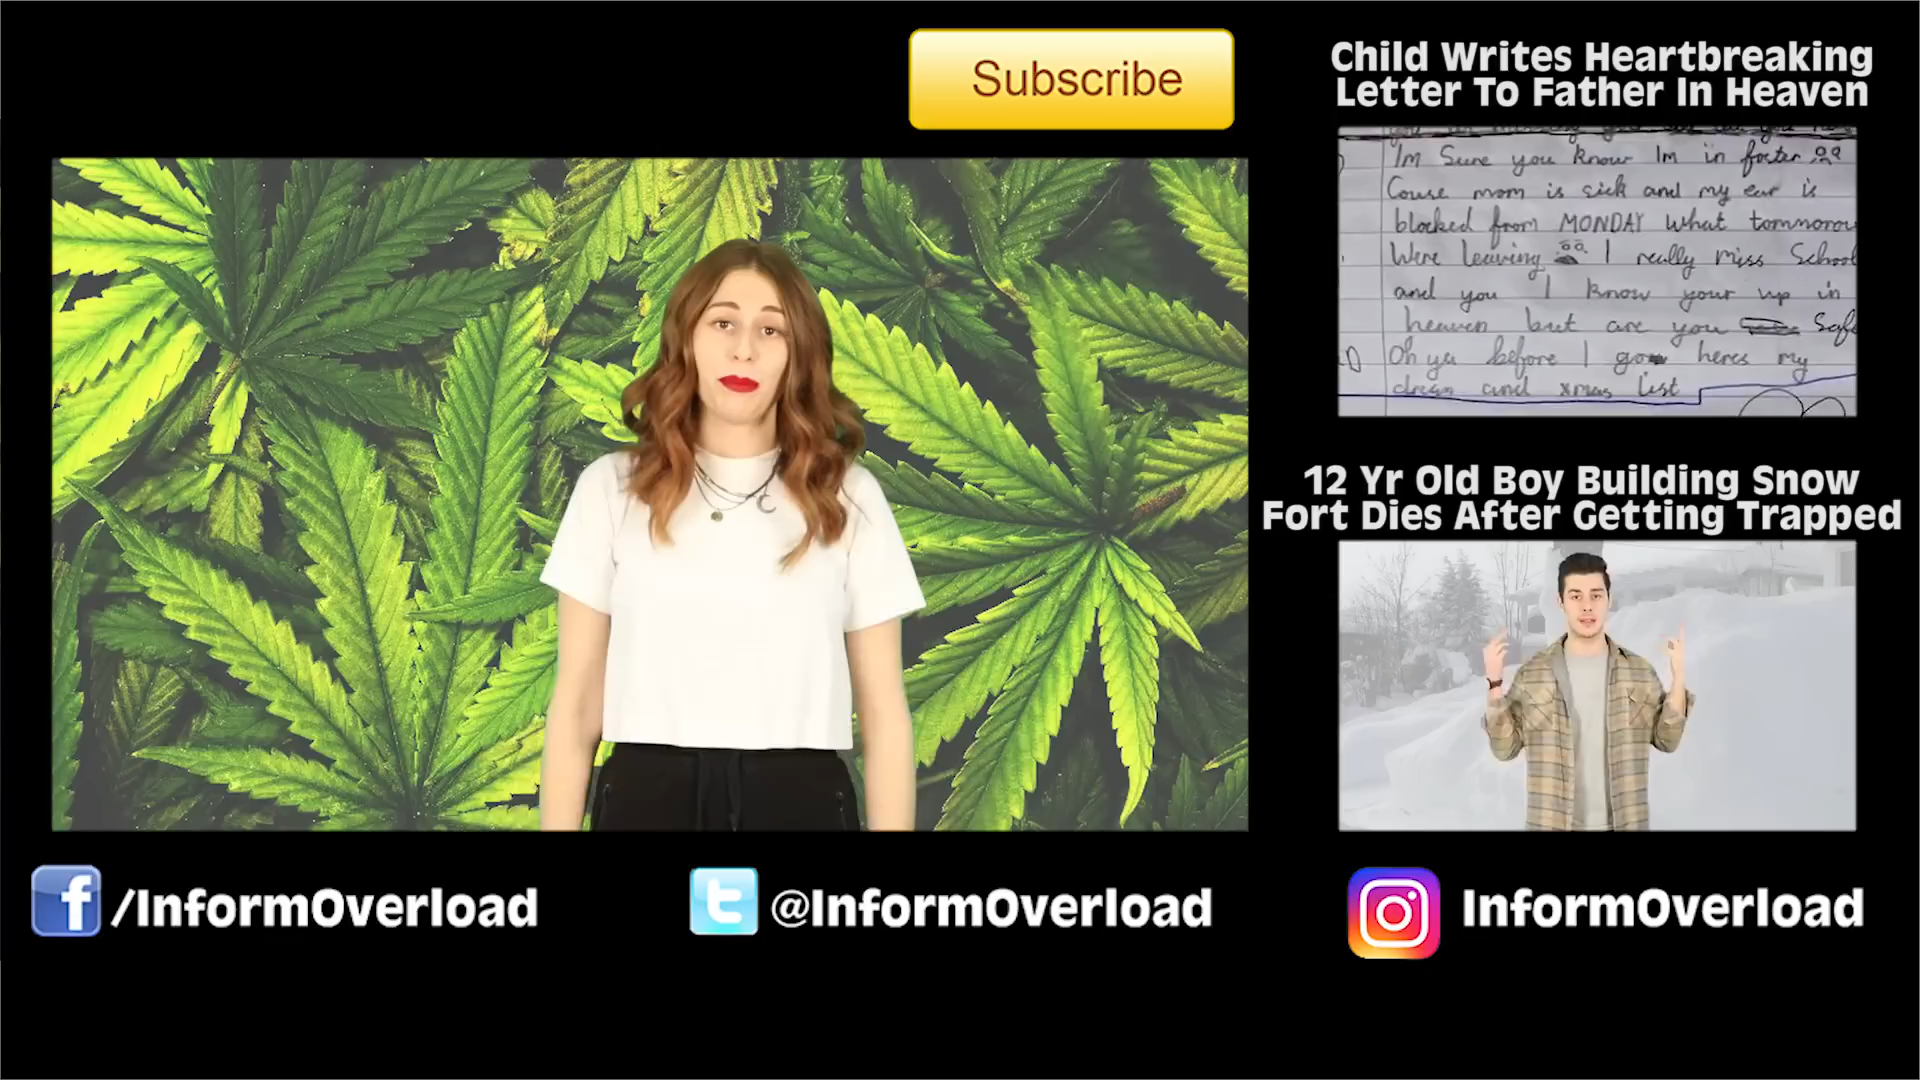 Subscribe
Child Writes Heartbreaking
Letter To Father In Heaven
Im Sure you know Im in foster
Couse mom is sick and my ear is
blocked from MONDAY What tommorow
Were leaving I really miss School
and you I know your up in
heaven but are you Safe
Oh ya before I go heres my
dream and xmas list
12 Yr Old Boy Building Snow
Fort Dies After Getting Trapped
/InformOverload
@InformOverload
InformOverload